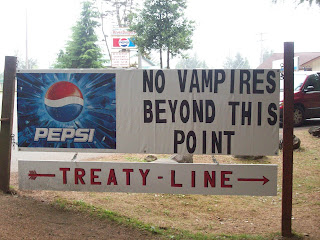 PEPSI
NO VAMPIRES
BEYOND THIS
POINT
TREATY-LINE